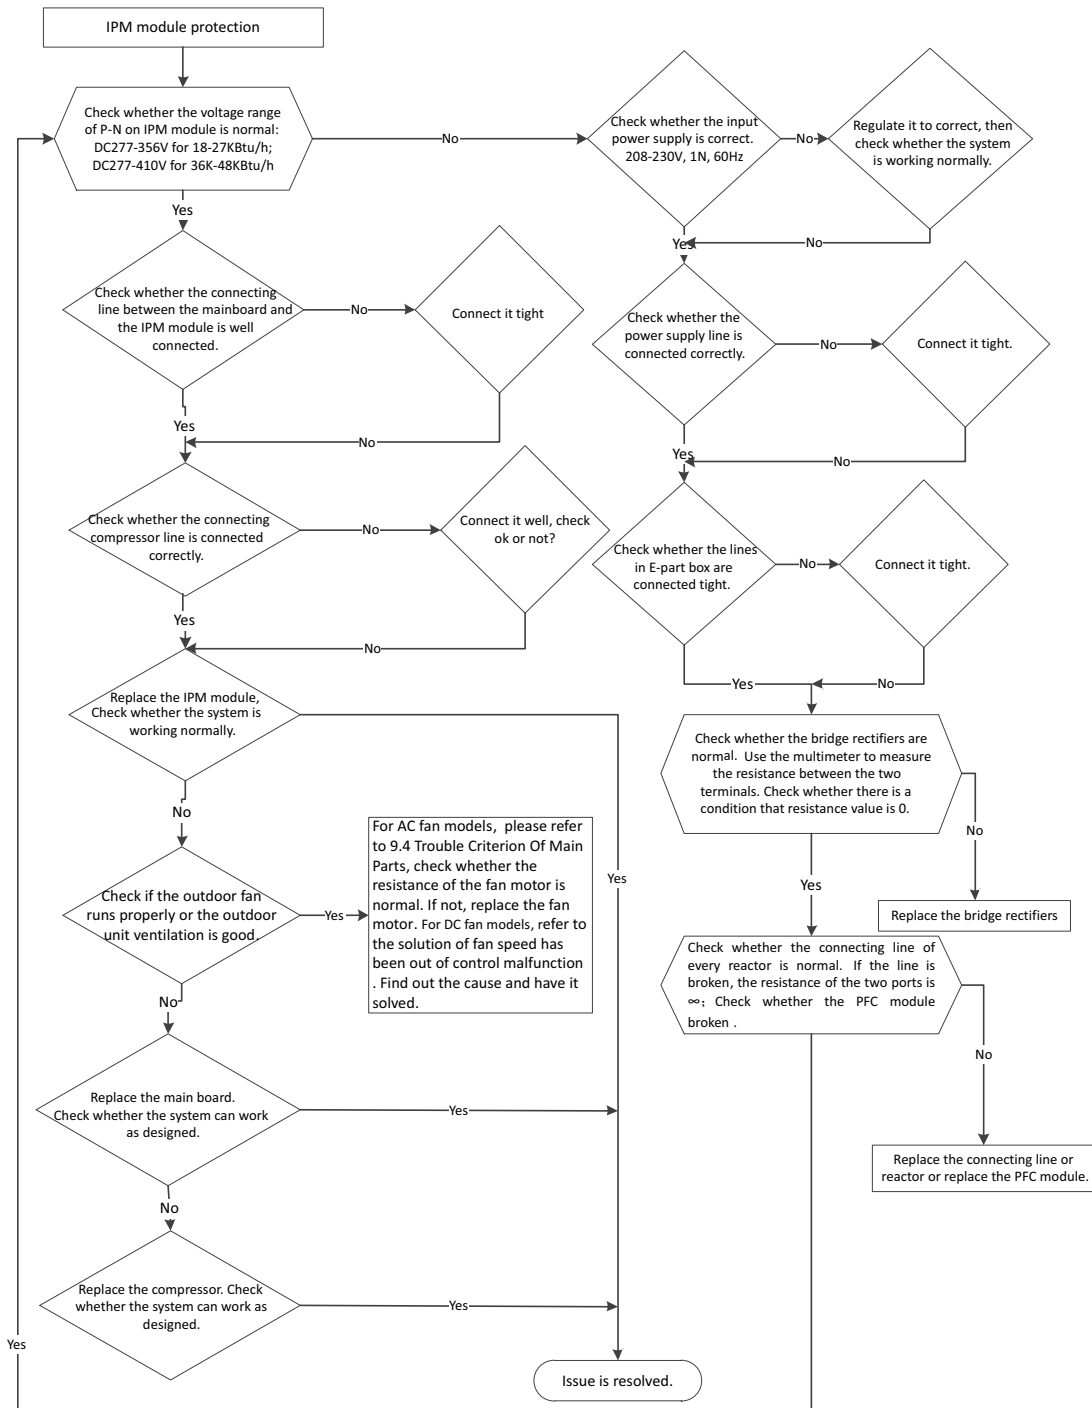 IPM module protection
Check whether the voltage range
of P-N on IPM module is normal:
DC277-356V for 18-27KBtu/h;
DC277-410V for 36K-48KBtu/h
No
Check whether the input
power supply is correct.
208-230V, 1N, 60Hz
No
Regulate it to correct, then
check whether the system
is working normally.
Yes
Yes
No
Check whether the connecting
line between the mainboard and
the IPM module is well
connected.
No
Connect it tight
Check whether the
power supply line is
connected correctly.
No
Connect it tight.
Yes
No
Yes
No
Check whether the connecting
compressor line is connected
correctly.
No
Connect it well, check
ok or not?
Check whether the lines
in E-part box are
connected tight.
No
Connect it tight.
Yes
No
Yes
No
Replace the IPM module,
Check whether the system is
working normally.
Check whether the bridge rectifiers are
normal. Use the multimeter to measure
the resistance between the two
terminals. Check whether there is a
condition that resistance value is 0.
No
No
Yes
Yes
Check if the outdoor fan
runs properly or the outdoor
unit ventilation is good.
Yes
For AC fan models, please refer
to 9.4 Trouble Criterion Of Main
Parts, check whether the
resistance of the fan motor is
normal. If not, replace the fan
motor. For DC fan models, refer to
the solution of fan speed has
been out of control malfunction
. Find out the cause and have it
solved.
Replace the bridge rectifiers
Check whether the connecting line of
every reactor is normal. If the line is
broken, the resistance of the two ports is
∞; Check whether the PFC module
broken .
No
No
Replace the main board.
Check whether the system can work
as designed.
Yes
Replace the connecting line or
reactor or replace the PFC module.
No
Replace the compressor. Check
whether the system can work as
designed.
Yes
Yes
Issue is resolved.